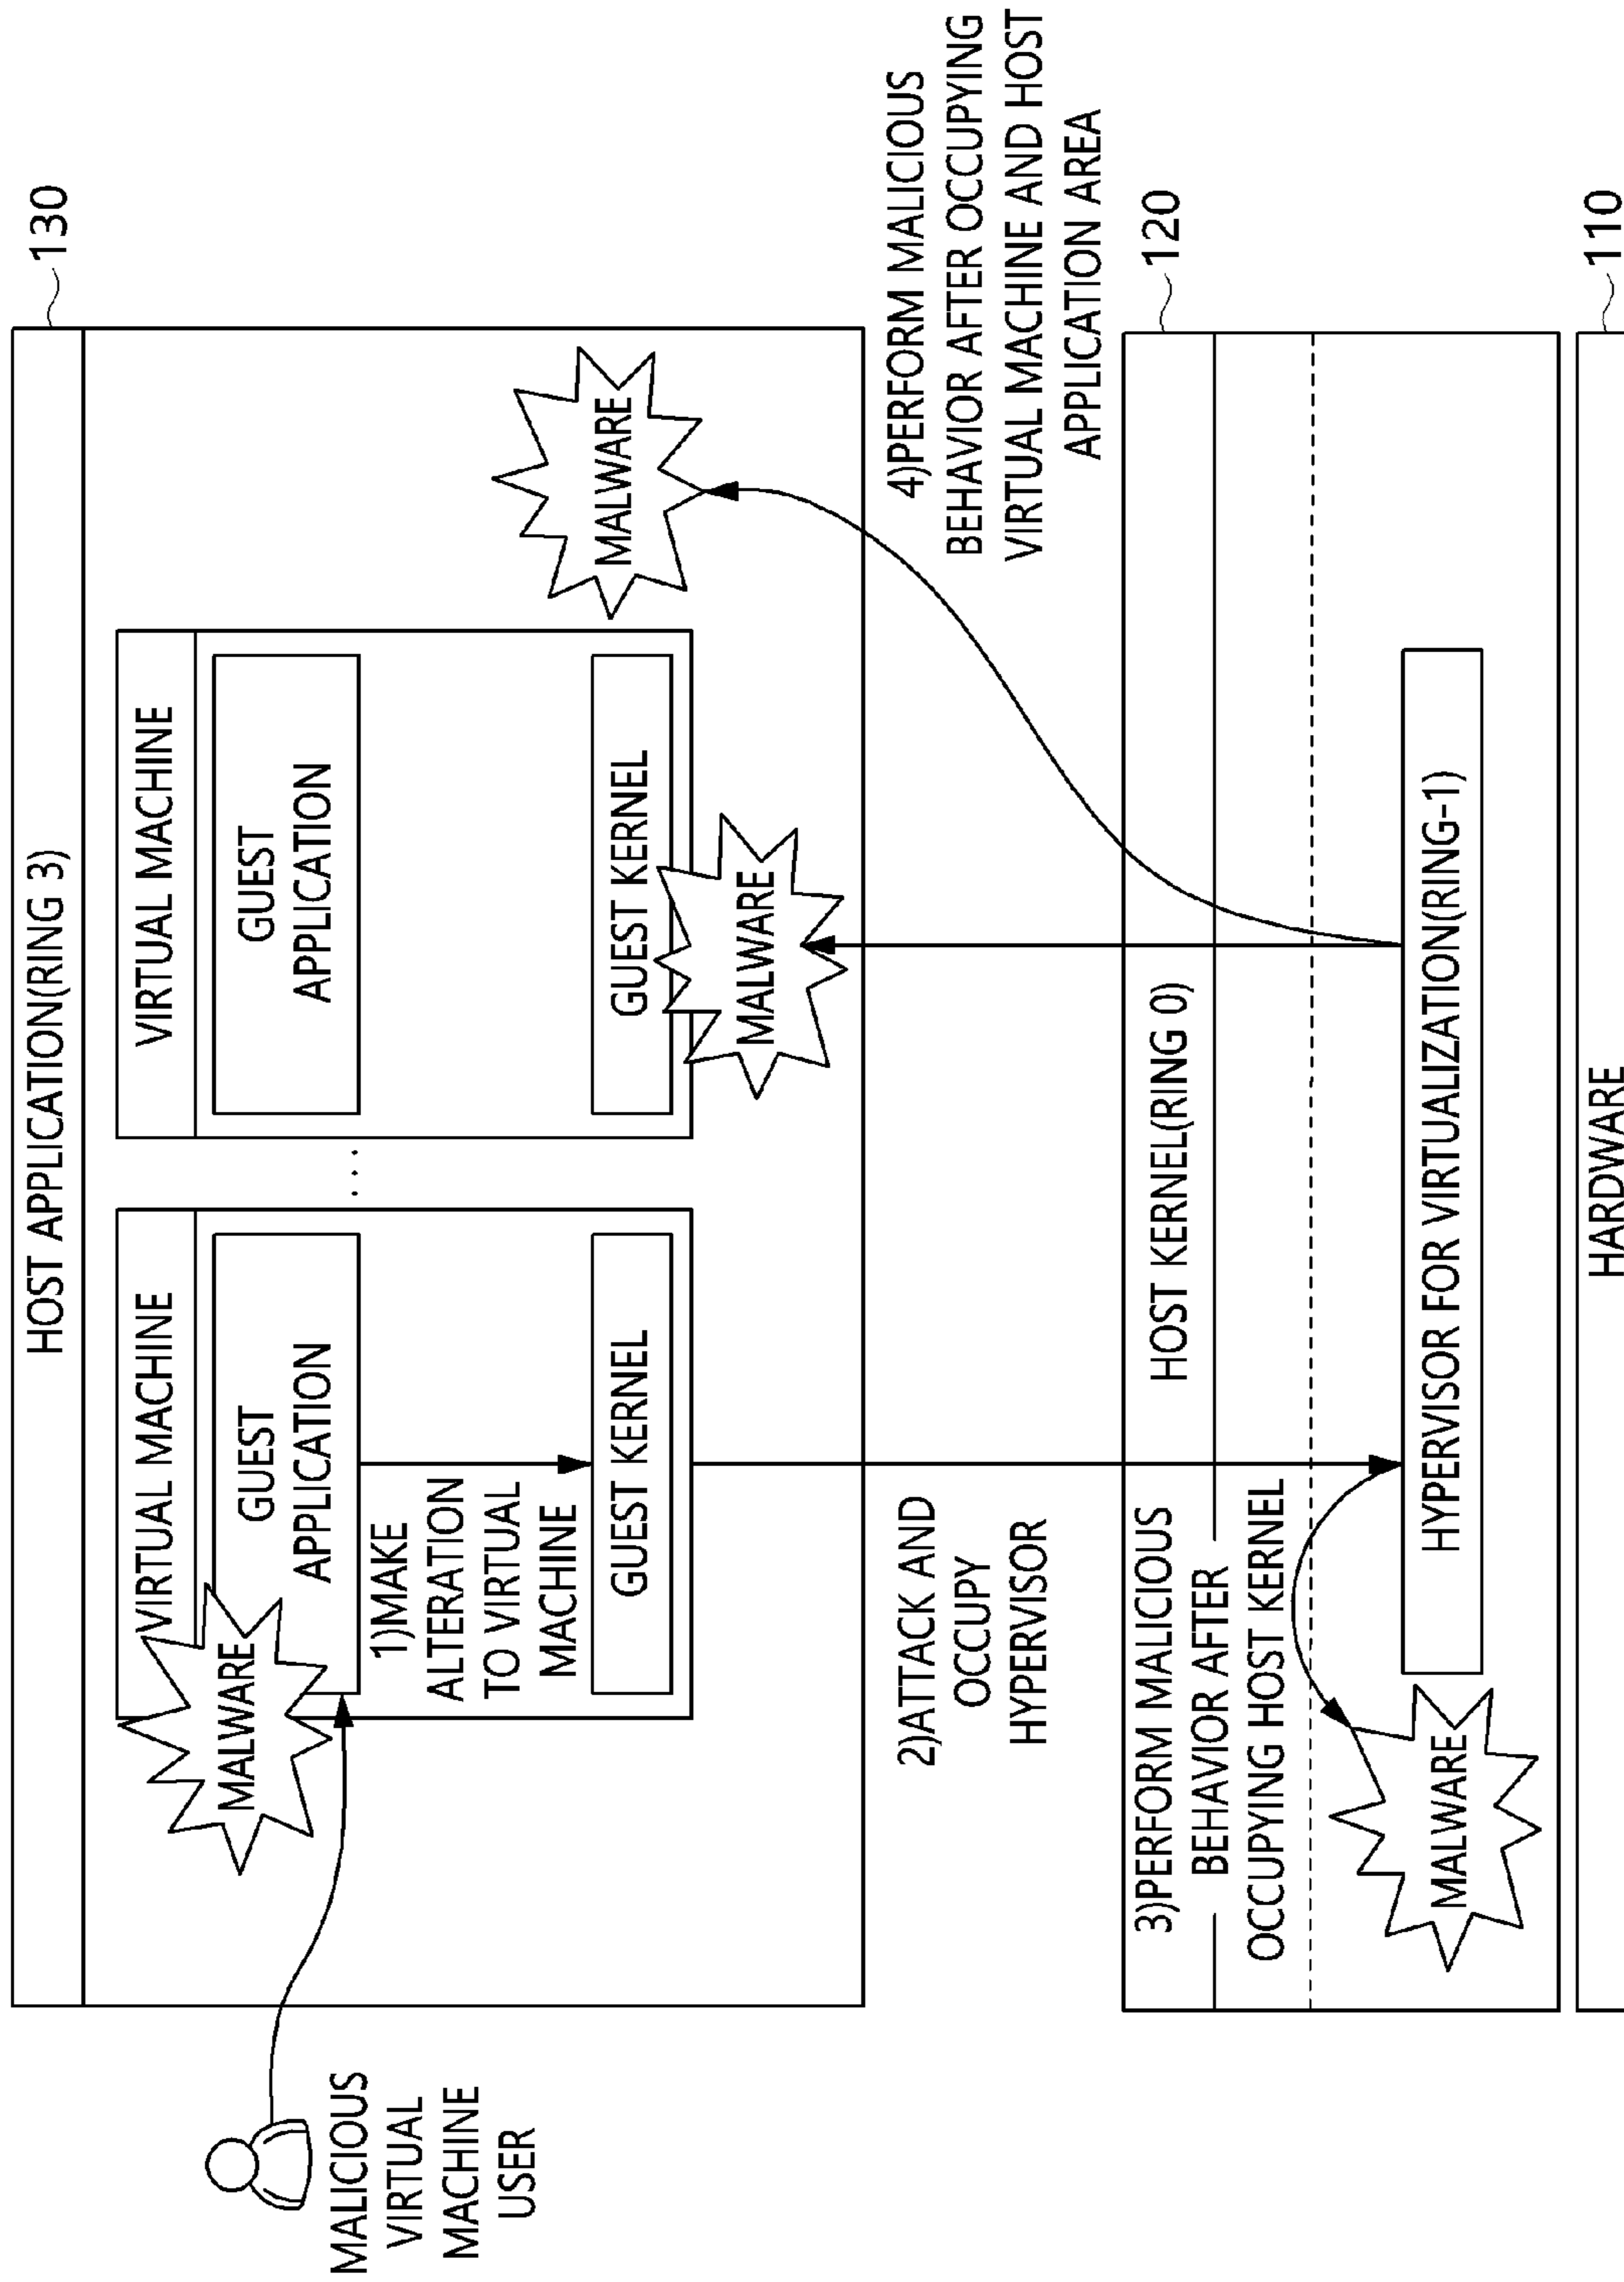 HOST APPLICATION(RING 3)
130
VIRTUAL MACHINE
GUEST
APPLICATION
MALWARE
1)MAKE
ALTERATION
TO VIRTUAL
MACHINE
GUEST KERNEL
...
VIRTUAL MACHINE
GUEST
APPLICATION
GUEST KERNEL
MALWARE
MALWARE
MALICIOUS
VIRTUAL
MACHINE
USER
2)ATTACK AND
OCCUPY
HYPERVISOR
4)PERFORM MALICIOUS
BEHAVIOR AFTER OCCUPYING
VIRTUAL MACHINE AND HOST
APPLICATION AREA
120
HOST KERNEL(RING 0)
3)PERFORM MALICIOUS
BEHAVIOR AFTER
OCCUPYING HOST KERNEL
MALWARE
HYPERVISOR FOR VIRTUALIZATION(RING-1)
110
HARDWARE